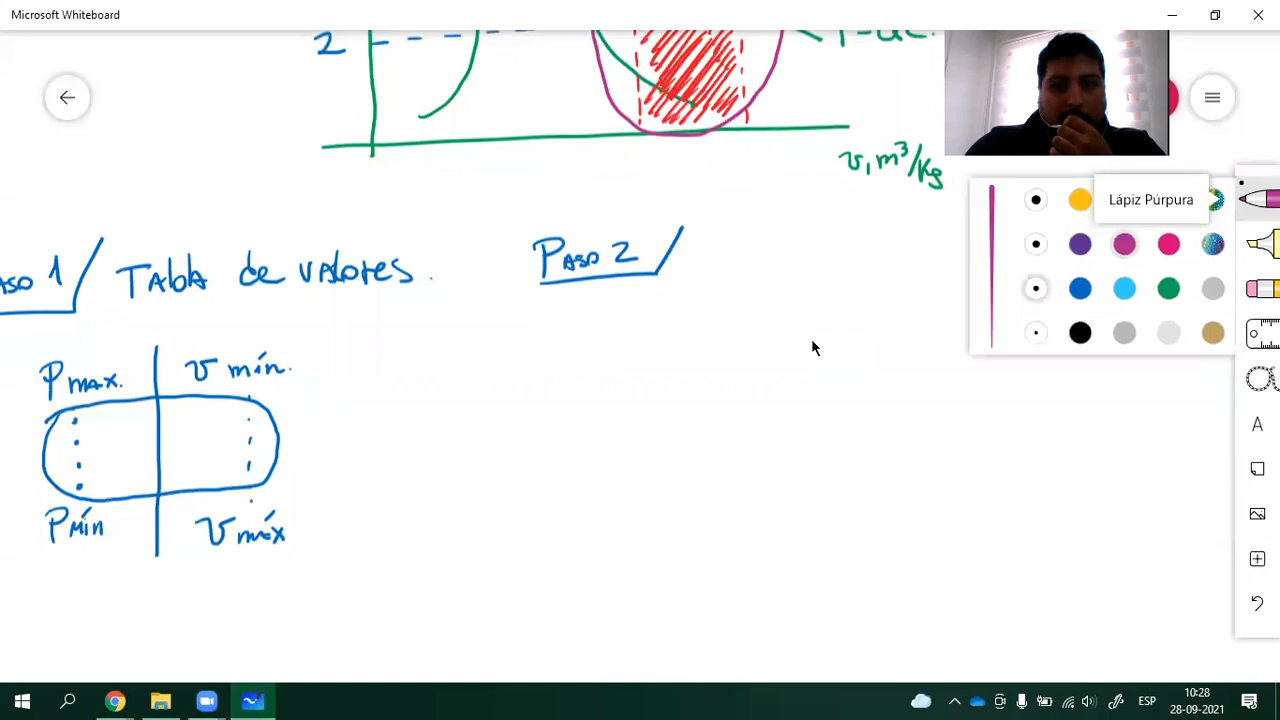 Microsoft Whiteboard
2
v, m³/kg
Lápiz Púrpura
Paso 2
aso 1 Tabla de valores.
Pmax. v mín.
Pmín v máx
A
ESP
10:28
28-09-2021